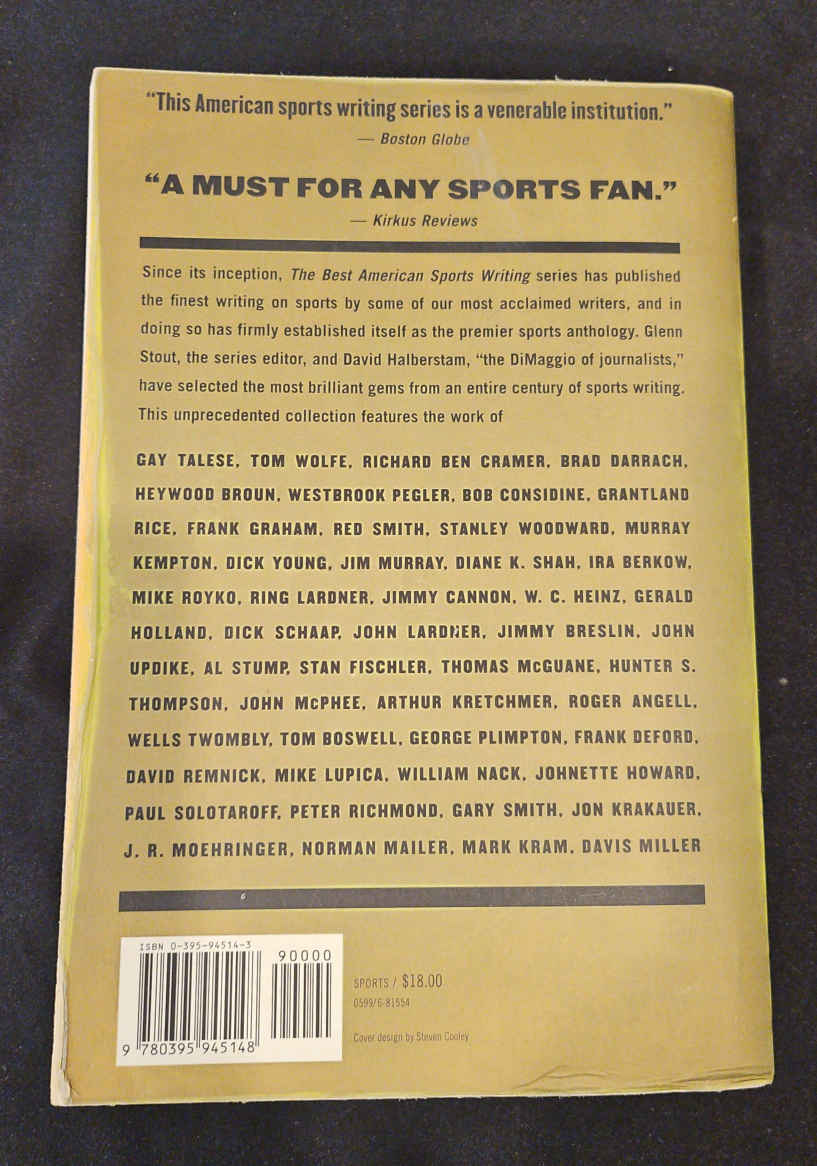 “This American sports writing series is a venerable institution.”
— Boston Globe
“A MUST FOR ANY SPORTS FAN.”
— Kirkus Reviews
Since its inception, The Best American Sports Writing series has published
the finest writing on sports by some of our most acclaimed writers, and in
doing so has firmly established itself as the premier sports anthology. Glenn
Stout, the series editor, and David Halberstam, “the DiMaggio of journalists,”
have selected the most brilliant gems from an entire century of sports writing.
This unprecedented collection features the work of
GAY TALESE, TOM WOLFE, RICHARD BEN CRAMER, BRAD DARRACH,
HEYWOOD BROUN, WESTBROOK PEGLER, BOB CONSIDINE, GRANTLAND
RICE, FRANK GRAHAM, RED SMITH, STANLEY WOODWARD, MURRAY
KEMPTON, DICK YOUNG, JIM MURRAY, DIANE K. SHAH, IRA BERKOW,
MIKE ROYKO, RING LARDNER, JIMMY CANNON, W. C. HEINZ, GERALD
HOLLAND, DICK SCHAAP, JOHN LARDNER, JIMMY BRESLIN, JOHN
UPDIKE, AL STUMP, STAN FISCHLER, THOMAS McGUANE, HUNTER S.
THOMPSON, JOHN McPHEE, ARTHUR KRETCHMER, ROGER ANGELL,
WELLS TWOMBLY, TOM BOSWELL, GEORGE PLIMPTON, FRANK DEFORD,
DAVID REMNICK, MIKE LUPICA, WILLIAM NACK, JOHNETTE HOWARD,
PAUL SOLOTAROFF, PETER RICHMOND, GARY SMITH, JON KRAKAUER,
J. R. MOEHRINGER, NORMAN MAILER, MARK KRAM, DAVIS MILLER
ISBN 0-395-94514-3
90000
9 780395 945148
SPORTS / $18.00
0599/6-81554
Cover design by Steven Cooley